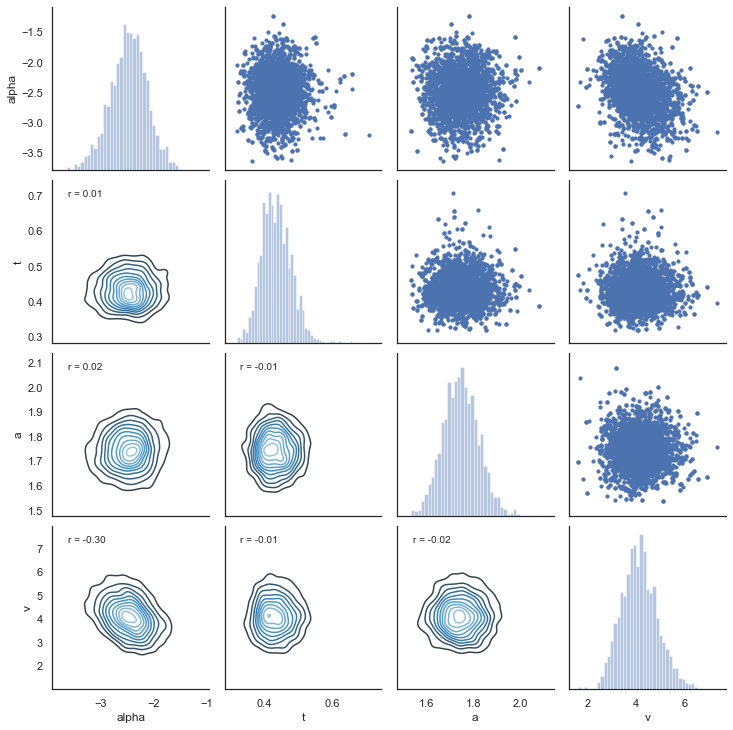 alpha
−1.5
−2.0
−2.5
−3.0
−3.5
t
0.7
0.6
0.5
0.4
0.3
r = 0.01
a
2.1
2.0
1.9
1.8
1.7
1.6
1.5
r = 0.02
r = -0.01
v
7
6
5
4
3
2
r = -0.30
r = -0.01
r = -0.02
−3 −2 −1 0.4 0.6 1.6 1.8 2.0 2 4 6
alpha t a v